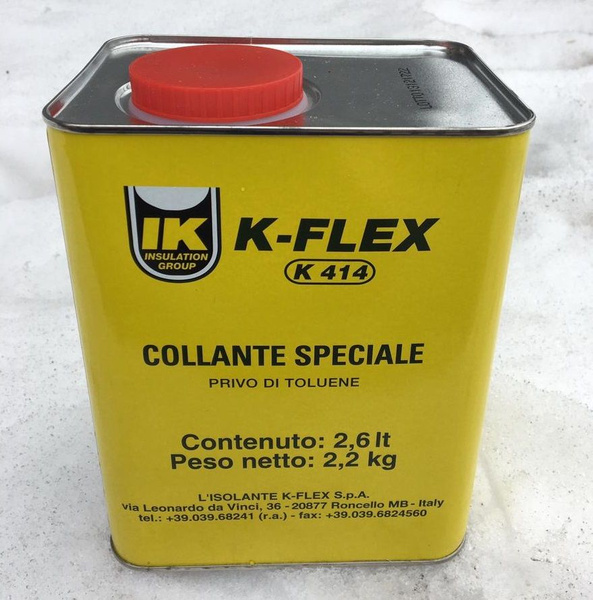 IK
INSULATION
GROUP
K-FLEX
K 414
COLLANTE SPECIALE
PRIVO DI TOLUENE
Contenuto: 2,6 lt
Peso netto: 2,2 kg
L'ISOLANTE K-FLEX S.p.A.
via Leonardo da Vinci, 36 - 20877 Roncello MB - Italy
tel.: +39.039.68241 (r.a.) - fax: +39.039.6824560